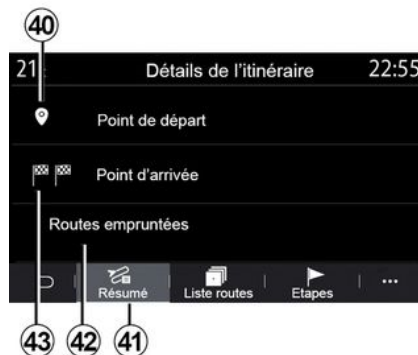 40
21
Détails de l'itinéraire
22:55
Point de départ
Point d'arrivée
Routes empruntées
Résumé
Liste routes
Etapes
...
43
42
41